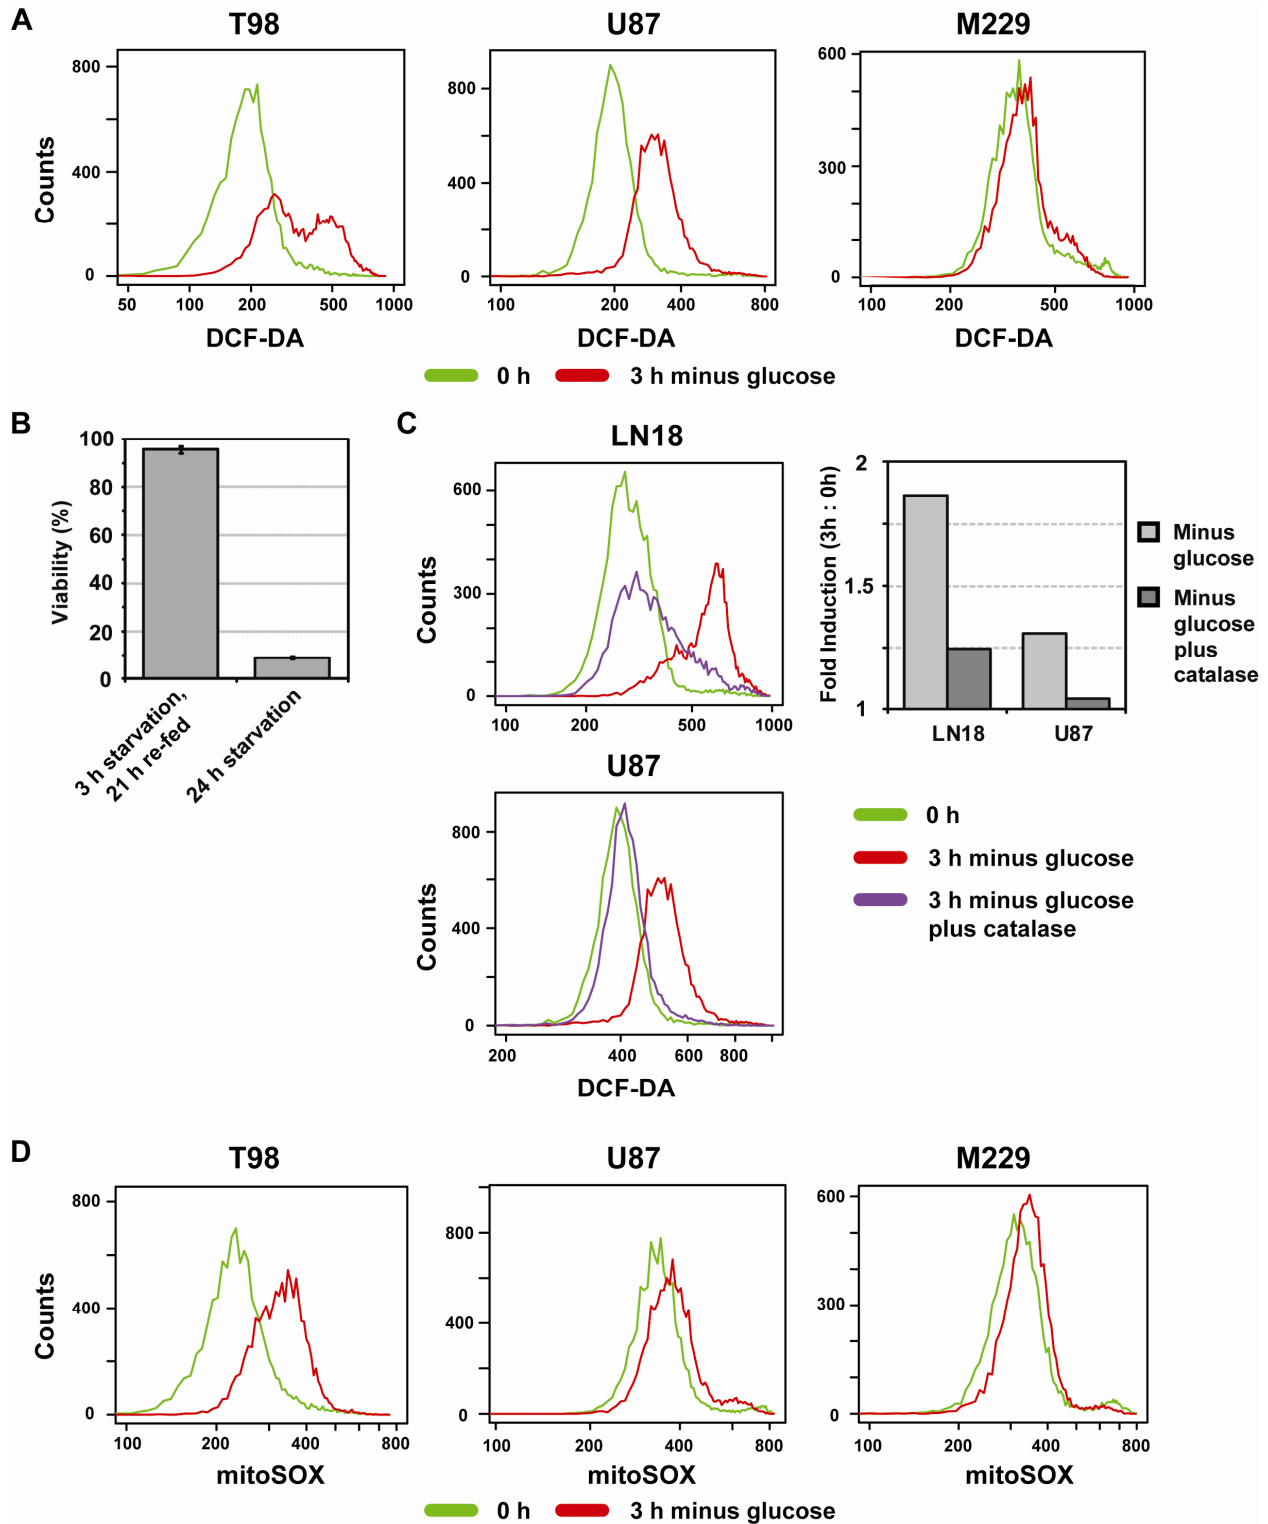 A
T98
U87
M229
Counts
800
400
0
50
100
200
500
1000
DCF-DA
800
400
0
100
200
400
800
DCF-DA
600
300
0
100
200
500
1000
DCF-DA
0 h
3 h minus glucose
B
Viability (%)
100
80
60
40
20
0
3 h starvation,
21 h re-fed
24 h starvation
C
LN18
Counts
600
300
0
100
200
500
1000
Fold Induction (3h : 0h)
2
1.5
1
LN18
U87
Minus
glucose
Minus
glucose
plus
catalase
U87
Counts
800
400
0
200
400
600
800
DCF-DA
0 h
3 h minus glucose
3 h minus glucose
plus catalase
D
T98
U87
M229
Counts
800
400
0
100
200
400
800
mitoSOX
800
400
0
100
200
400
800
mitoSOX
600
300
0
100
200
400
800
mitoSOX
0 h
3 h minus glucose